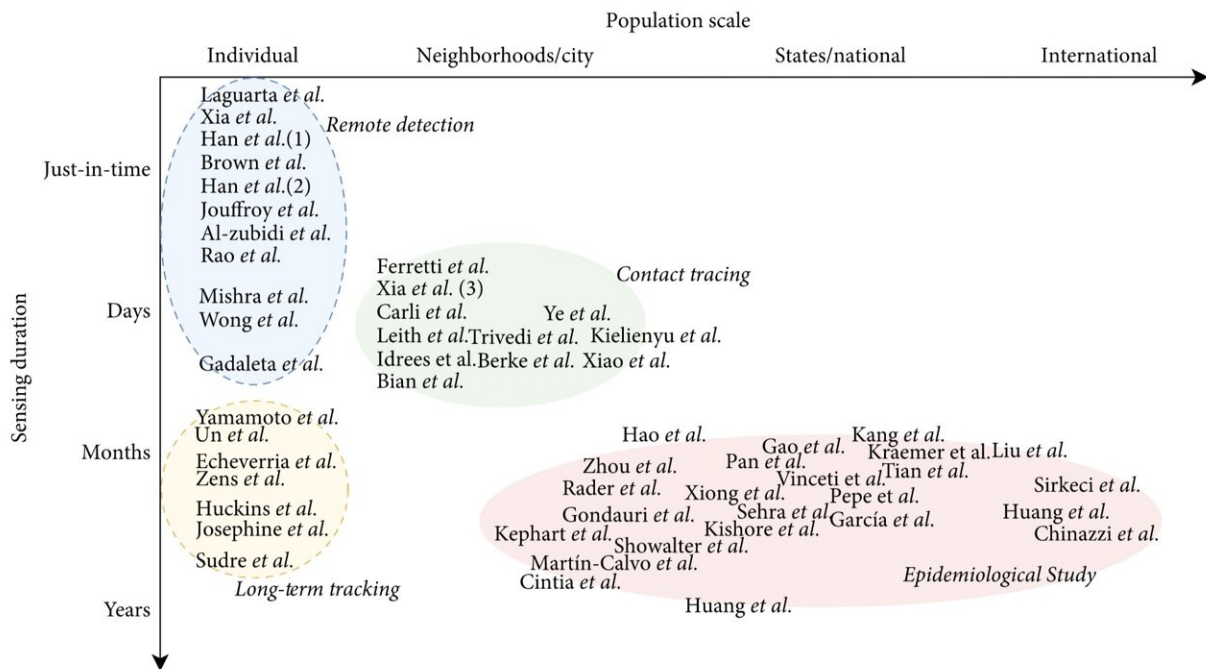 Population scale
Individual
Neighborhoods/city
States/national
International
Sensing duration
Just-in-time
Days
Months
Years
Laguarta et al.
Xia et al.
Han et al.(1)
Brown et al.
Han et al.(2)
Jouffroy et al.
Al-zubidi et al.
Rao et al.
Mishra et al.
Wong et al.
Gadaleta et al.
Remote detection
Ferretti et al.
Xia et al. (3)
Carli et al.
Ye et al.
Leith et al.
Trivedi et al.
Kielienyu et al.
Idrees et al.
Berke et al.
Xiao et al.
Bian et al.
Contact tracing
Yamamoto et al.
Un et al.
Echeverria et al.
Zens et al.
Huckins et al.
Josephine et al.
Sudre et al.
Long-term tracking
Hao et al.
Kang et al.
Gao et al.
Kraemer et al.
Liu et al.
Zhou et al.
Pan et al.
Tian et al.
Vinceti et al.
Sirkeci et al.
Rader et al.
Xiong et al.
Pepe et al.
Gondauri et al.
Sehra et al.
García et al.
Huang et al.
Kephart et al.
Kishore et al.
Chinazzi et al.
Showalter et al.
Martín-Calvo et al.
Cintia et al.
Epidemiological Study
Huang et al.